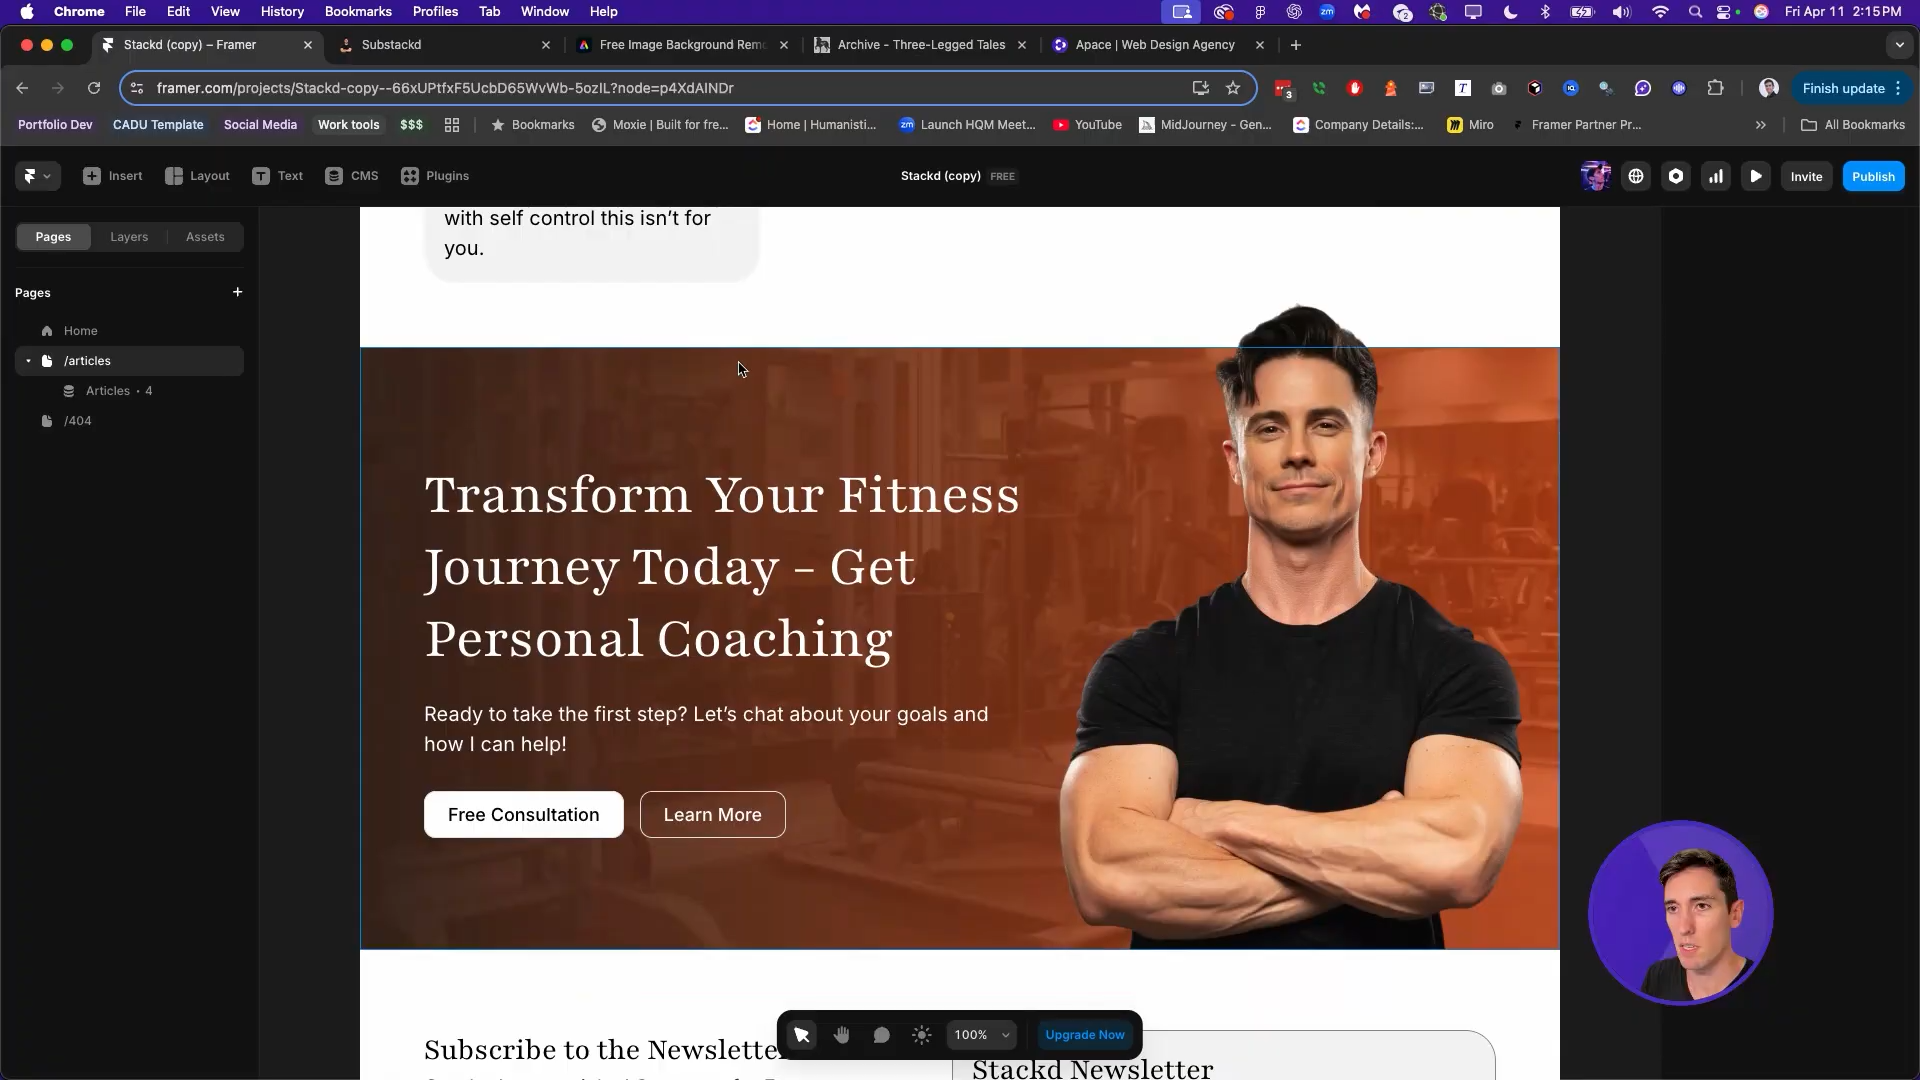 Chrome File Edit View History Bookmarks Profiles Tab Window Help Fri Apr 11 2:15 PM
Stackd (copy) – Framer Substackd Free Image Background Rem Archive - Three-Legged Tales Apace | Web Design Agency
framer.com/projects/Stackd-copy--66xUPtfxF5UcbD65WvWb-5ozIL?node=p4XdAINDr Finish update
Portfolio Dev CADU Template Social Media Work tools $$$ Bookmarks Moxie | Built for fre... Home | Humanisti... Launch HQM Meet... YouTube MidJourney - Gen... Company Details:... Miro Framer Partner Pr... All Bookmarks
Insert Layout Text CMS Plugins Stackd (copy) FREE Invite Publish
Pages Layers Assets
Pages
Home
/articles
Articles • 4
/404
with self control this isn't for
you.
Transform Your Fitness
Journey Today – Get
Personal Coaching
Ready to take the first step? Let's chat about your goals and
how I can help!
Free Consultation Learn More
100% Upgrade Now
Subscribe to the Newsletter
Stackd Newsletter